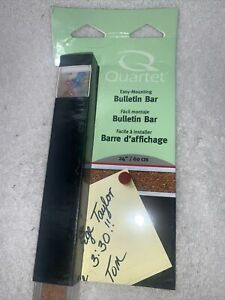 Quartet
Easy-Mounting
Bulletin Bar
Fácil montaje
Bulletin Bar
Facile à installer
Barre d'affichage
24" / 60 cm
Taylor
3:30!!
Tom